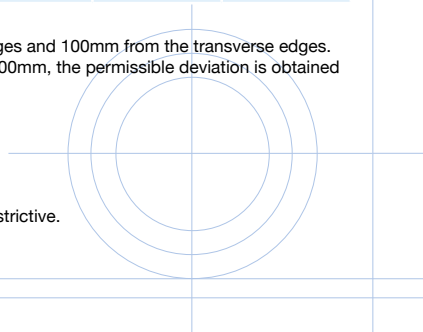 ges and 100mm from the transverse edges.
00mm, the permissible deviation is obtained
strictive.